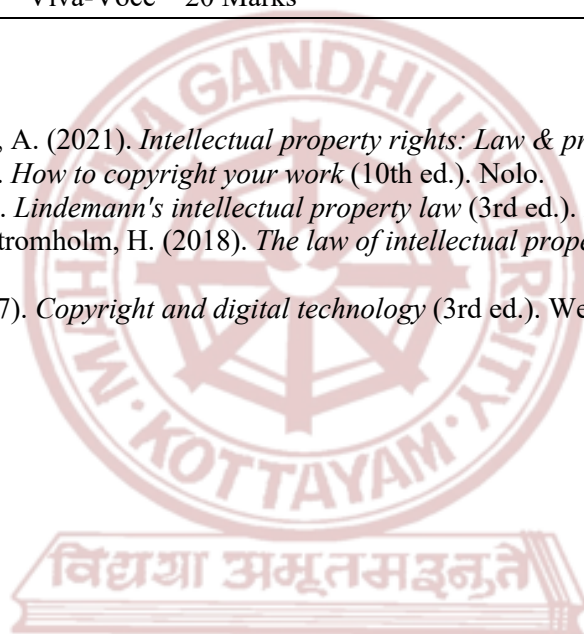 Viva-Voce – 20 Marks
, A. (2021). Intellectual property rights: Law & pr
. How to copyright your work (10th ed.). Nolo.
. Lindemann's intellectual property law (3rd ed.).
tromholm, H. (2018). The law of intellectual prope
7). Copyright and digital technology (3rd ed.). We
MAHATMA GANDHI UNIVERSITY
KOTTAYAM
विद्यया अमृतमश्नुते